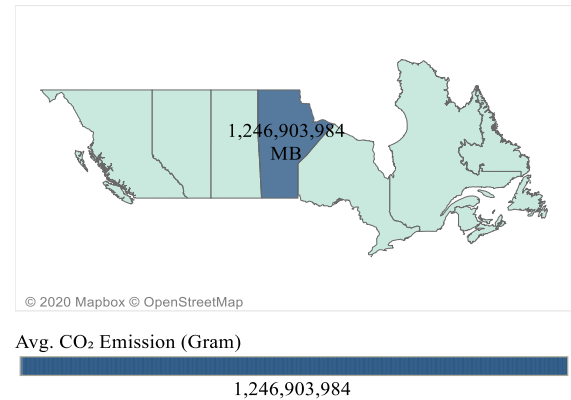 1,246,903,984
MB
© 2020 Mapbox © OpenStreetMap
Avg. CO₂ Emission (Gram)
1,246,903,984